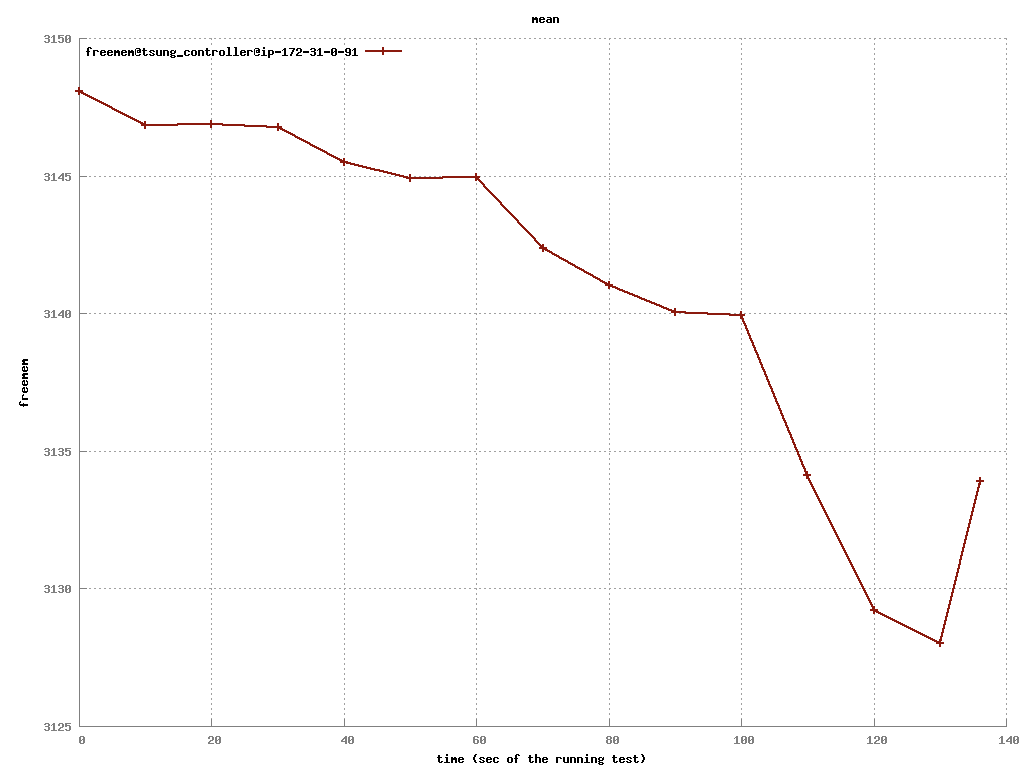 mean
3150
freemem@tsung_controller@ip-172-31-0-91
3145
3140
freemem
3135
3130
3125
0 20 40 60 80 100 120 140
time (sec of the running test)